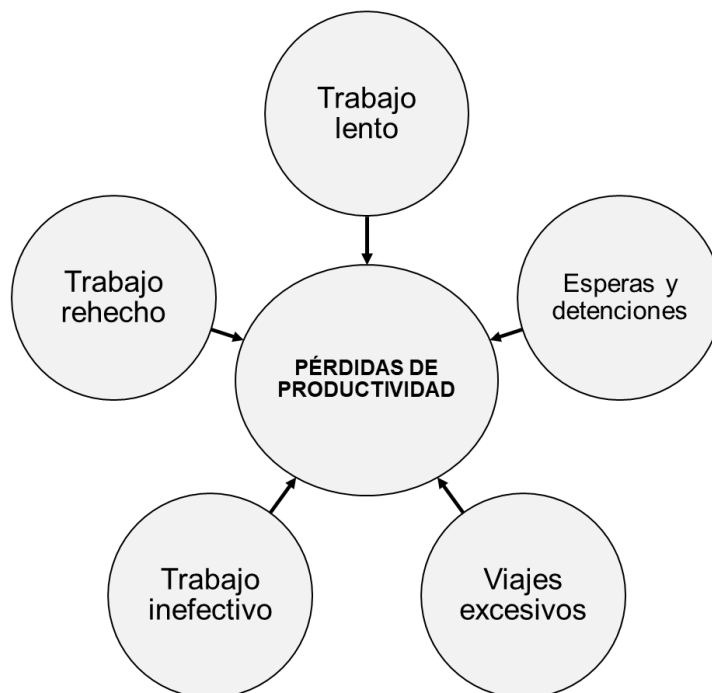 Trabajo
lento
Trabajo
rehecho
Esperas y
detenciones
PÉRDIDAS DE
PRODUCTIVIDAD
Trabajo
inefectivo
Viajes
excesivos